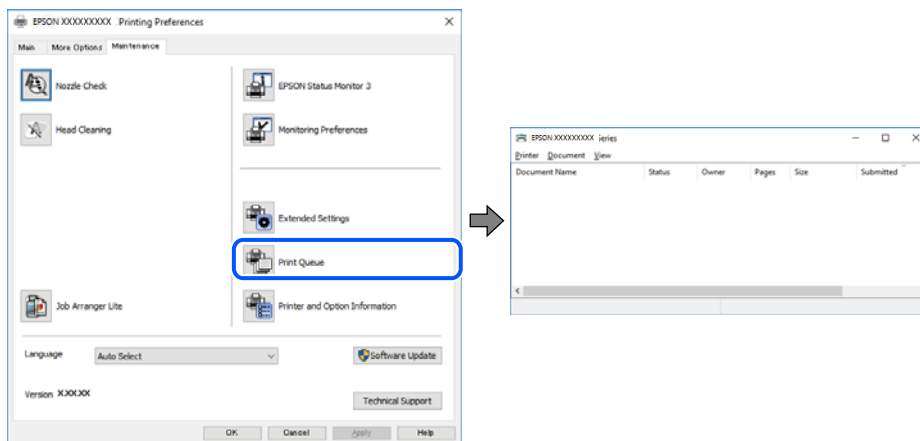 EPSON XXXXXXXXX Printing Preferences
Main More Options Maintenance
Nozzle Check
EPSON Status Monitor 3
Head Cleaning
Monitoring Preferences
Extended Settings
Print Queue
Job Arranger Lite
Printer and Option Information
Language Auto Select
Software Update
Version X.XX.XX
Technical Support
OK Cancel Apply Help
EPSON XXXXXXXXX ieries
Printer Document View
Document Name Status Owner Pages Size Submitted